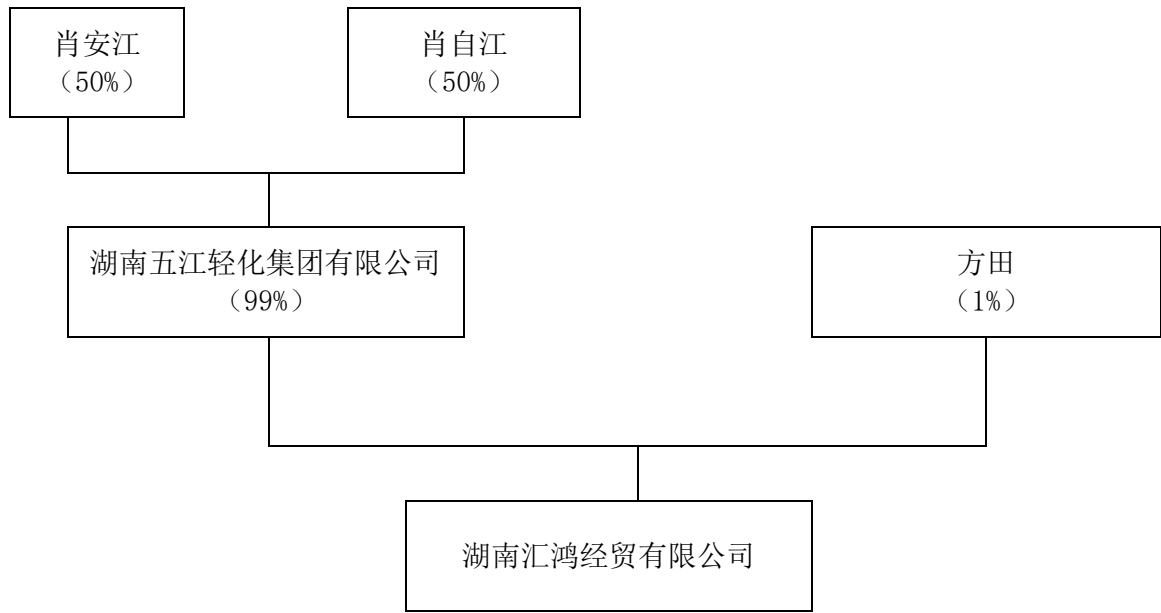 肖安江
（50%）
肖自江
（50%）
湖南五江轻化集团有限公司
（99%）
方田
（1%）
湖南汇鸿经贸有限公司